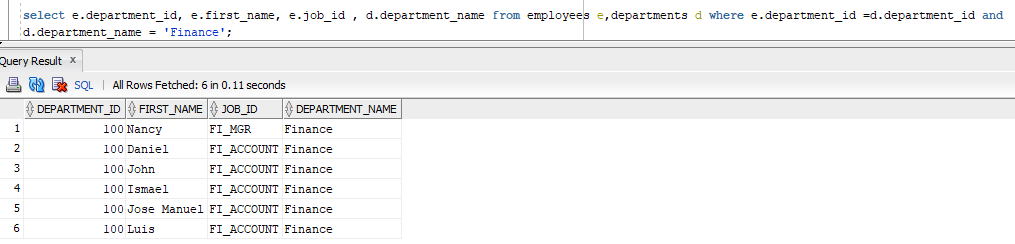 select e.department_id, e.first_name, e.job_id , d.department_name from employees e,departments d where e.department_id =d.department_id and
d.department_name = 'Finance';
Query Result x
SQL | All Rows Fetched: 6 in 0.11 seconds
DEPARTMENT_ID FIRST_NAME JOB_ID DEPARTMENT_NAME
1 100 Nancy FI_MGR Finance
2 100 Daniel FI_ACCOUNT Finance
3 100 John FI_ACCOUNT Finance
4 100 Ismael FI_ACCOUNT Finance
5 100 Jose Manuel FI_ACCOUNT Finance
6 100 Luis FI_ACCOUNT Finance